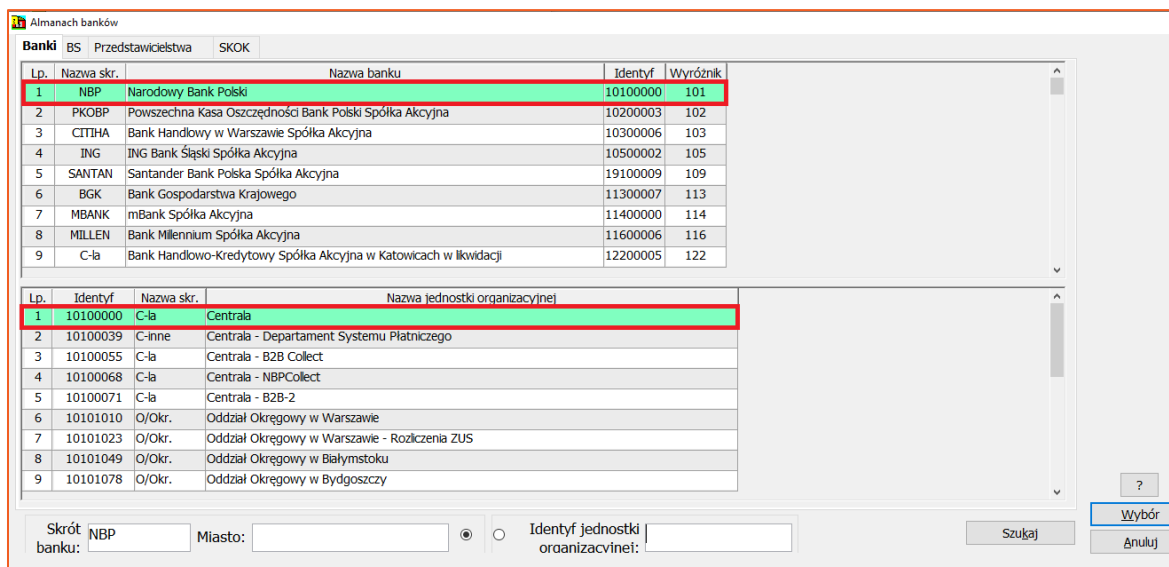 Almanach banków
Banki BS Przedstawicielstwa SKOK
Lp. Nazwa skr. Nazwa banku Identyf Wyróżnik
1 NBP Narodowy Bank Polski 10100000 101
2 PKOBP Powszechna Kasa Oszczędności Bank Polski Spółka Akcyjna 10200003 102
3 CITIHA Bank Handlowy w Warszawie Spółka Akcyjna 10300006 103
4 ING ING Bank Śląski Spółka Akcyjna 10500002 105
5 SANTAN Santander Bank Polska Spółka Akcyjna 19100009 109
6 BGK Bank Gospodarstwa Krajowego 11300007 113
7 MBANK mBank Spółka Akcyjna 11400000 114
8 MILLEN Bank Millennium Spółka Akcyjna 11600006 116
9 C-la Bank Handlowo-Kredytowy Spółka Akcyjna w Katowicach w likwidacji 12200005 122
Lp. Identyf Nazwa skr. Nazwa jednostki organizacyjnej
1 10100000 C-la Centrala
2 10100039 C-inne Centrala - Departament Systemu Płatniczego
3 10100055 C-la Centrala - B2B Collect
4 10100068 C-la Centrala - NBPCollect
5 10100071 C-la Centrala - B2B-2
6 10101010 O/Okr. Oddział Okręgowy w Warszawie
7 10101023 O/Okr. Oddział Okręgowy w Warszawie - Rozliczenia ZUS
8 10101049 O/Okr. Oddział Okręgowy w Białymstoku
9 10101078 O/Okr. Oddział Okręgowy w Bydgoszczy
?
Wybór
Skrót banku: NBP Miasto: Identyf jednostki organizacyjnej: Szukaj
Anuluj